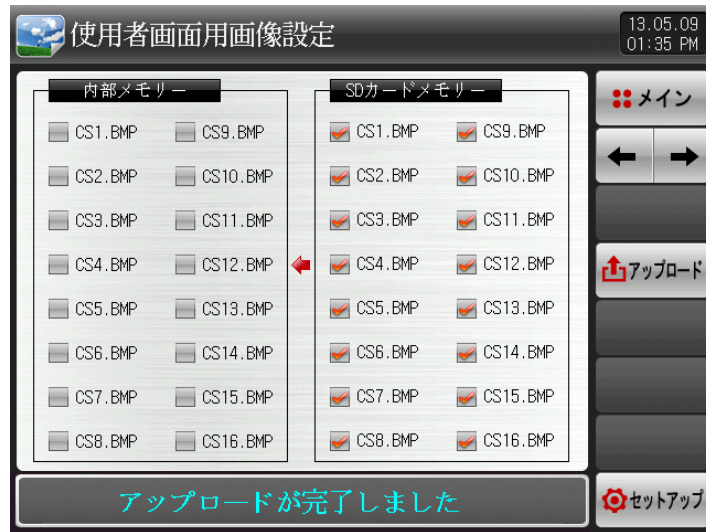 使用者画面用画像設定
13.05.09
01:35 PM
内部メモリー
CS1.BMP CS9.BMP
CS2.BMP CS10.BMP
CS3.BMP CS11.BMP
CS4.BMP CS12.BMP
CS5.BMP CS13.BMP
CS6.BMP CS14.BMP
CS7.BMP CS15.BMP
CS8.BMP CS16.BMP
SDカードメモリー
CS1.BMP CS9.BMP
CS2.BMP CS10.BMP
CS3.BMP CS11.BMP
CS4.BMP CS12.BMP
CS5.BMP CS13.BMP
CS6.BMP CS14.BMP
CS7.BMP CS15.BMP
CS8.BMP CS16.BMP
メイン
アップロード
セットアップ
アップロードが完了しました